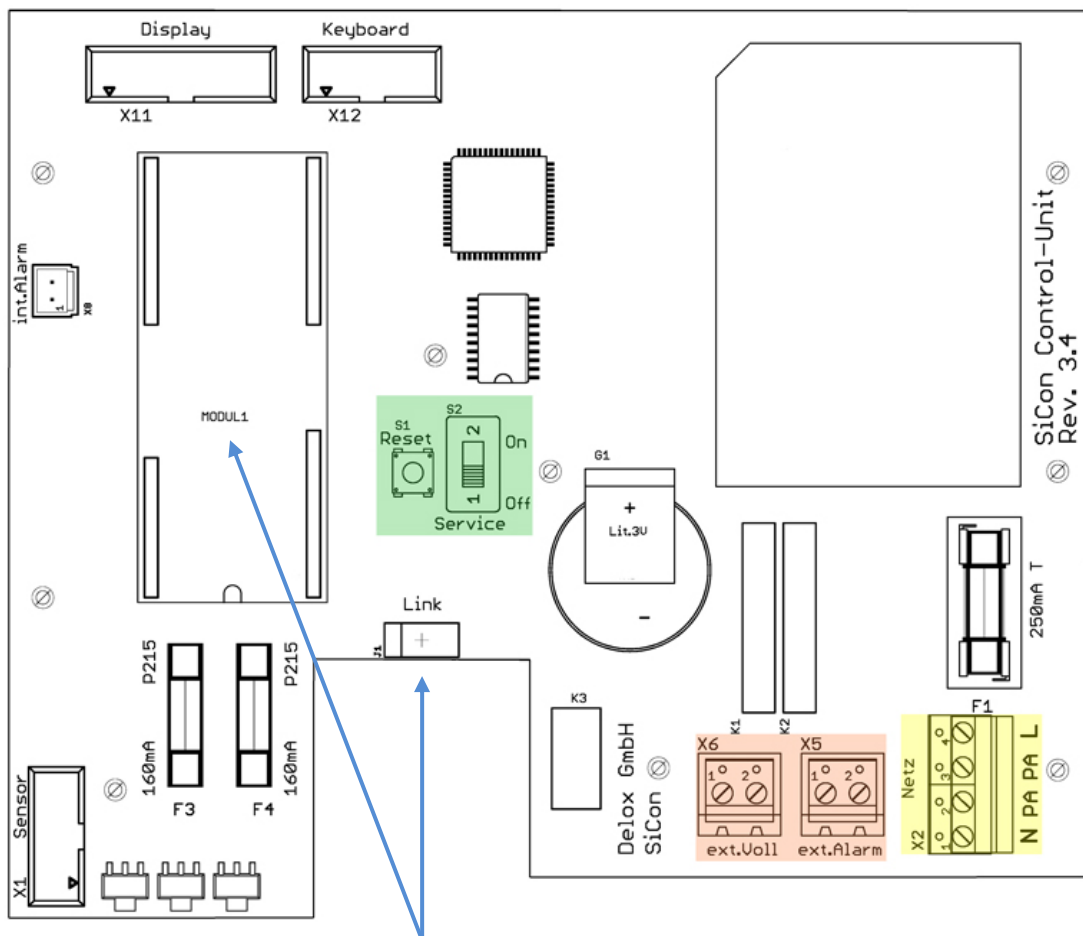 Display
Keyboard
X11
X12
int.Alarm
1
X8
MODUL1
SiCon Control-Unit
Rev. 3.4
S1
Reset
S2
2
On
1
Off
Service
G1
+
Lit.3V
-
Link
J1
+
250mA T
F1
P215
160mA
F3
P215
160mA
F4
K3
K1
K2
Delox GmbH
SiCon
X6
1 2
ext.Voll
X5
1 2
ext.Alarm
Netz
X2
1 2 3 4
N PA PA L
Sensor
X1